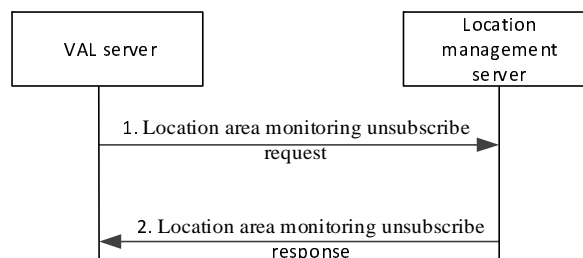 VAL server
Location
management
server
1. Location area monitoring unsubscribe
request
2. Location area monitoring unsubscribe
response